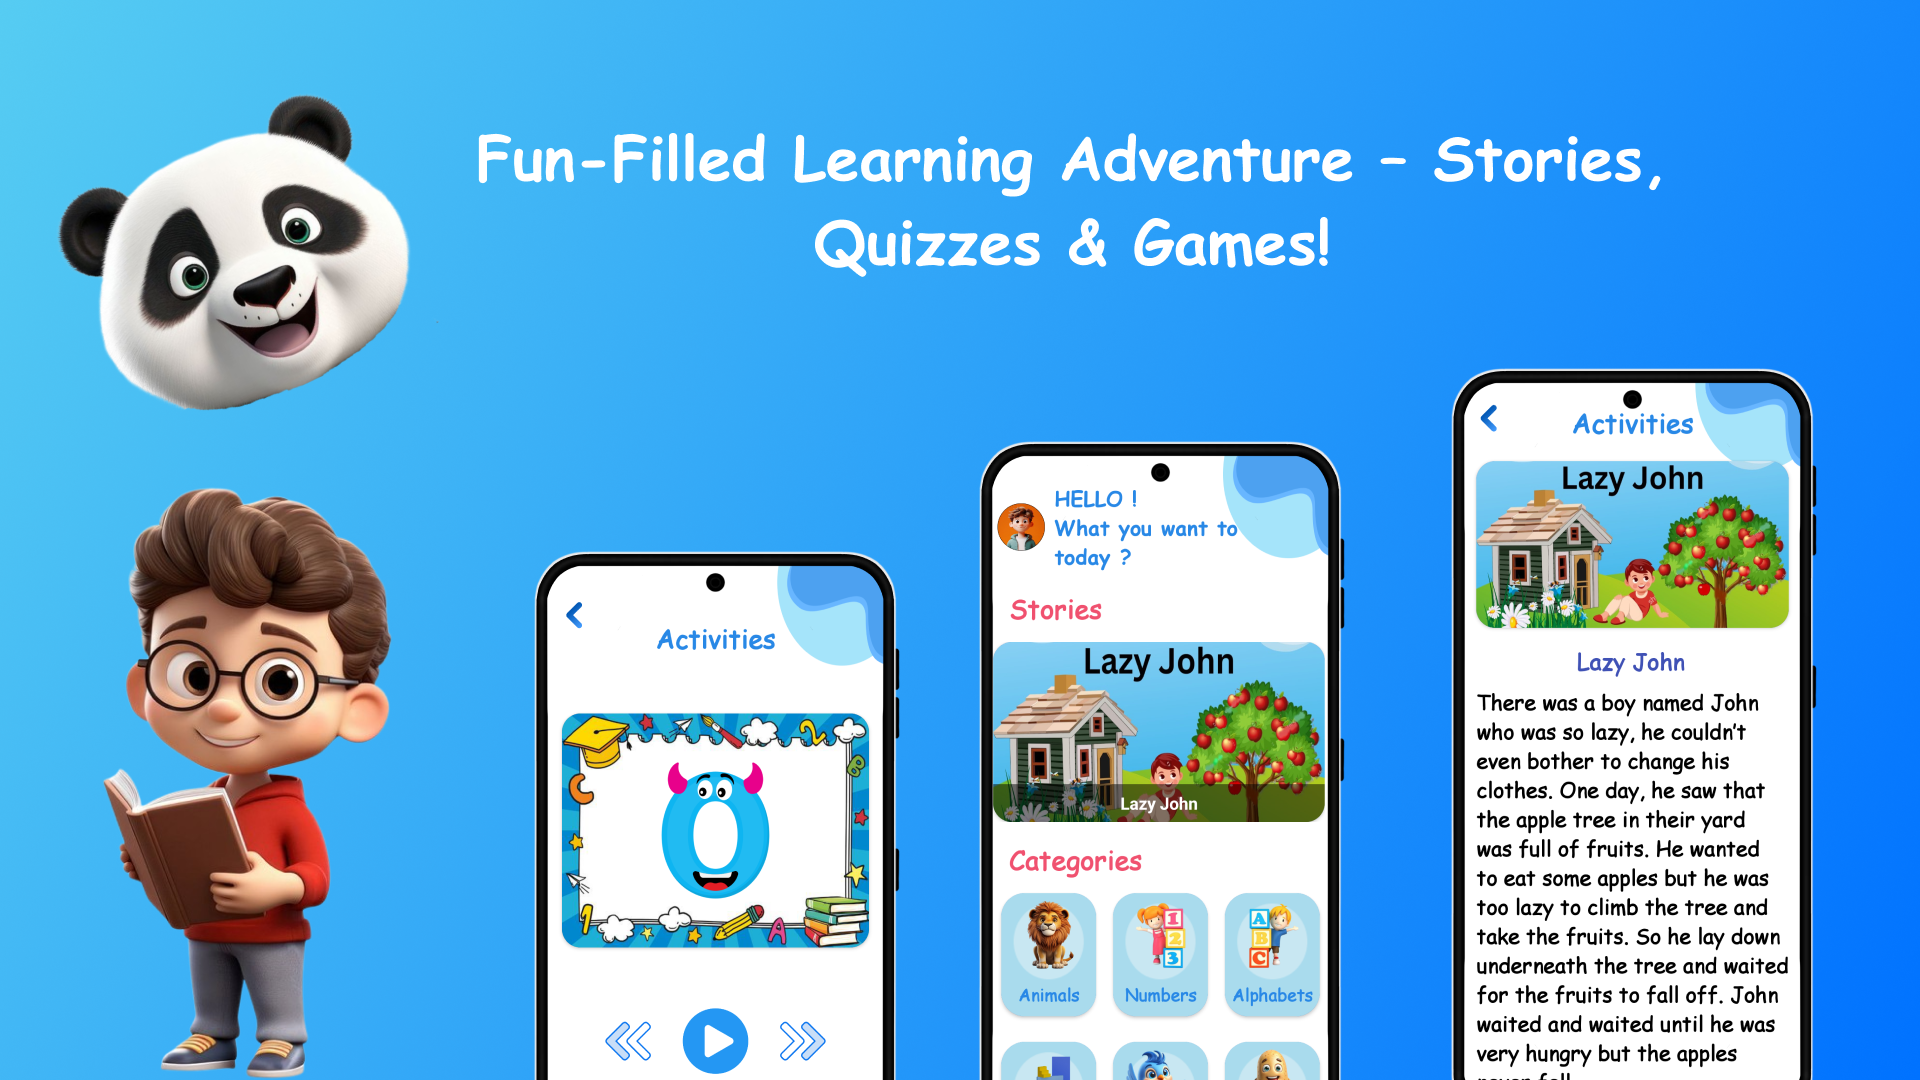 Fun-Filled Learning Adventure – Stories,
Quizzes & Games!
Activities
HELLO !
What you want to
today ?
Stories
Lazy John
Lazy John
Categories
1
2
3
A
B
C
Animals
Numbers
Alphabets
Activities
Lazy John
Lazy John
There was a boy named John
who was so lazy, he couldn't
even bother to change his
clothes. One day, he saw that
the apple tree in their yard
was full of fruits. He wanted
to eat some apples but he was
too lazy to climb the tree and
take the fruits. So he lay down
underneath the tree and waited
for the fruits to fall off. John
waited and waited until he was
very hungry but the apples